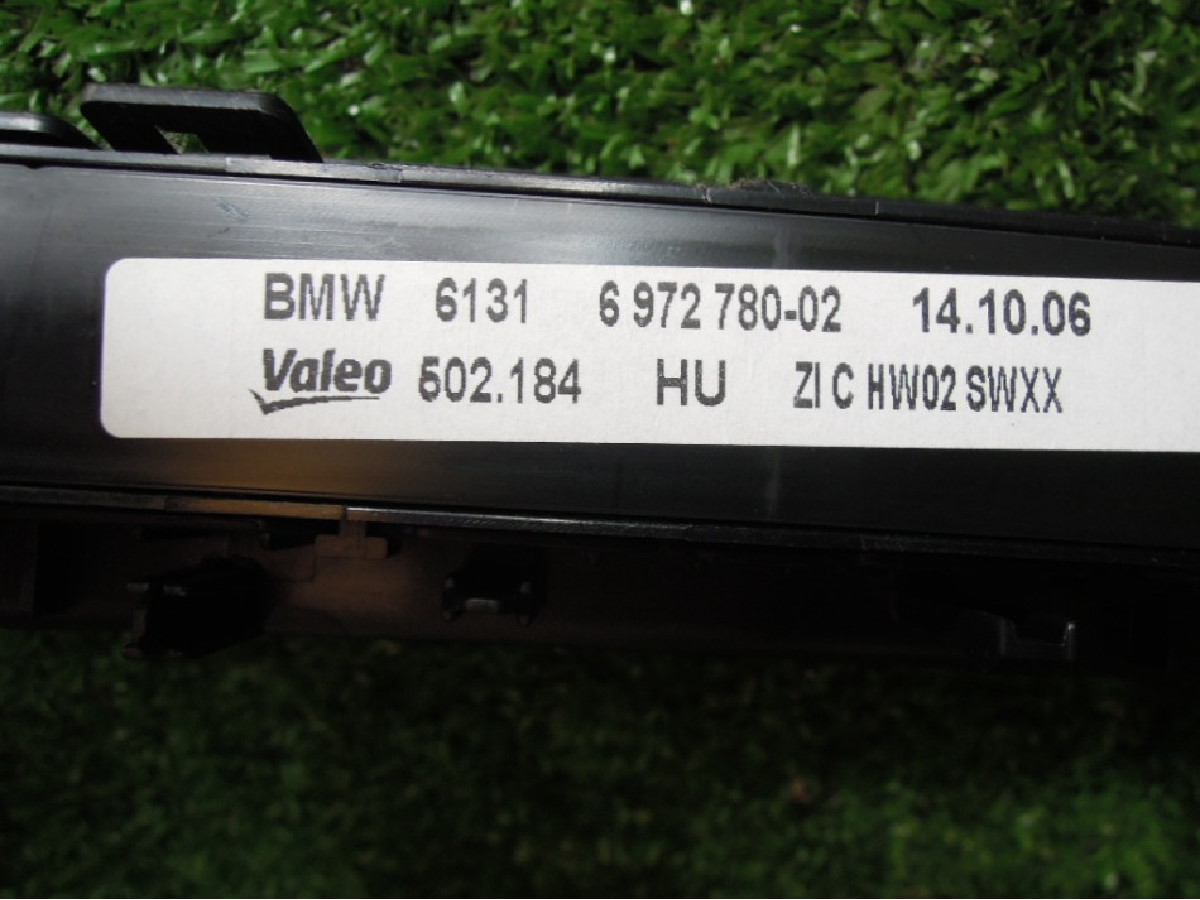 BMW 6131 6 972 780-02 14.10.06
Valeo 502.184 HU ZI C HW02 SWXX